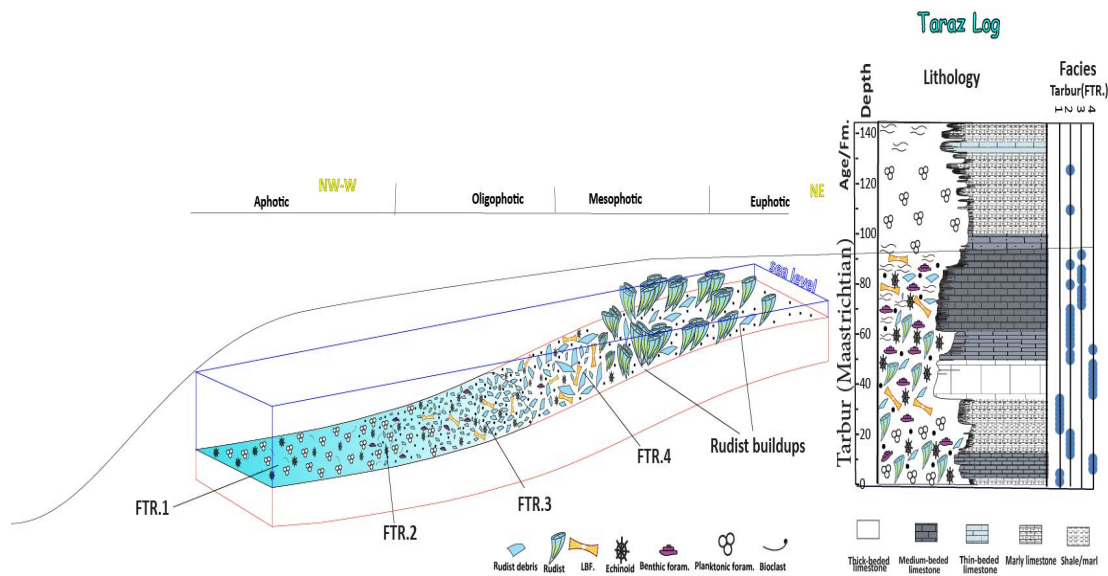 Taraz Log
Lithology
Facies
Tarbur(FTR.)
1 2 3 4
Depth
Age/Fm.
140
120
100
80
60
40
20
0
Tarbur (Maastrichtian)
NW-W
NE
Aphotic
Oligophotic
Mesophotic
Euphotic
sea level
FTR.1
FTR.2
FTR.3
FTR.4
Rudist buildups
Rudist debris
Rudist
LBF.
Echinoid
Benthic foram.
Planktonic foram.
Bioclast
Thick-beded
limestone
Medium-beded
limestone
Thin-beded
limestone
Marly limestone
Shale/marl